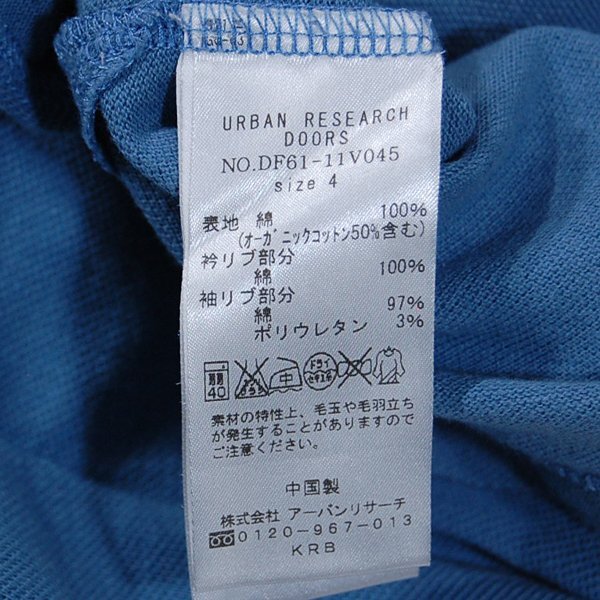 URBAN RESEARCH
DOORS
NO.DF61-11V045
size 4
表地 綿 100%
(オーガニックコットン50%含む)
衿リブ部分
綿 100%
袖リブ部分
綿 97%
ポリウレタン 3%
40 中 ドライ
素材の特性上、毛玉や毛羽立ち
が発生することがありますので
ご注意ください。
中国製
株式会社 アーバンリサーチ
0120-967-013
KRB